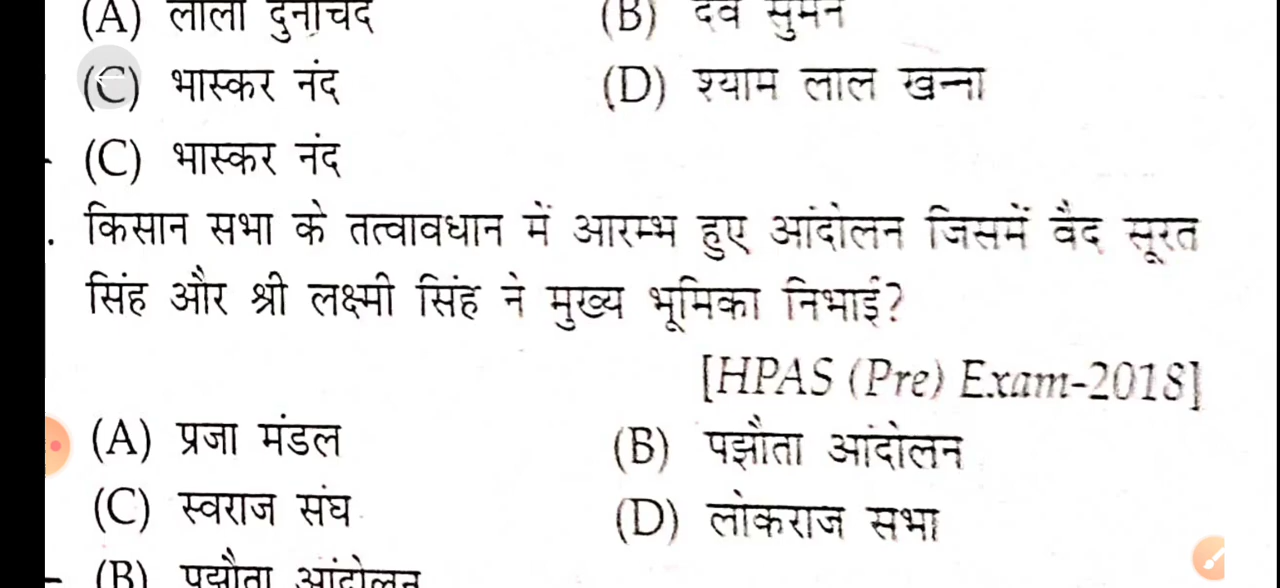 (A) लाला दुनीचंद (B) देव सुमन
(C) भास्कर नंद (D) श्याम लाल खन्ना
(C) भास्कर नंद
. किसान सभा के तत्वावधान में आरम्भ हुए आंदोलन जिसमें वैद सूरत
सिंह और श्री लक्ष्मी सिंह ने मुख्य भूमिका निभाई?
[HPAS (Pre) Exam-2018]
(A) प्रजा मंडल (B) पझौता आंदोलन
(C) स्वराज संघ (D) लोकराज सभा
(B) पझौता आंदोलन